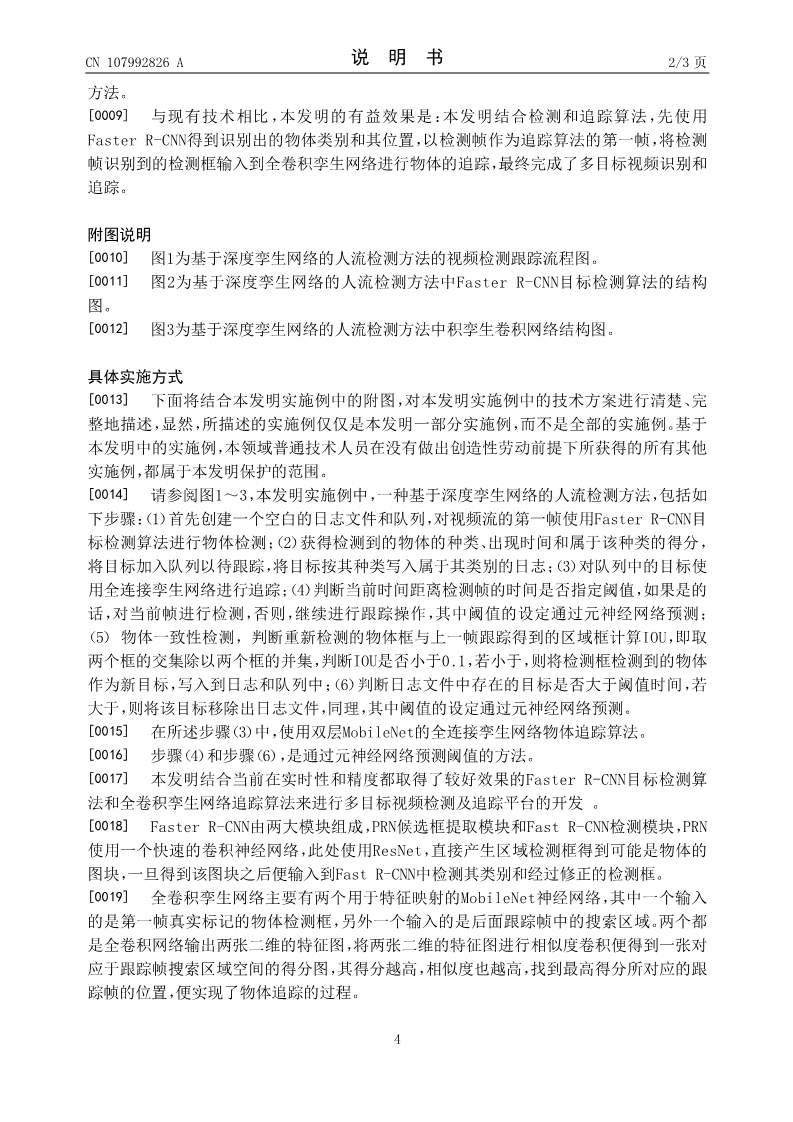 CN 107992826 A
说 明 书
2/3 页
方法。
[0009] 与现有技术相比,本发明的有益效果是:本发明结合检测和追踪算法,先使用
Faster R-CNN得到识别出的物体类别和其位置,以检测帧作为追踪算法的第一帧,将检测
帧识别到的检测框输入到全卷积孪生网络进行物体的追踪,最终完成了多目标视频识别和
追踪。
附图说明
[0010] 图1为基于深度孪生网络的人流检测方法的视频检测跟踪流程图。
[0011] 图2为基于深度孪生网络的人流检测方法中Faster R-CNN目标检测算法的结构
图。
[0012] 图3为基于深度孪生网络的人流检测方法中积孪生卷积网络结构图。
具体实施方式
[0013] 下面将结合本发明实施例中的附图,对本发明实施例中的技术方案进行清楚、完
整地描述,显然,所描述的实施例仅仅是本发明一部分实施例,而不是全部的实施例。基于
本发明中的实施例,本领域普通技术人员在没有做出创造性劳动前提下所获得的所有其他
实施例,都属于本发明保护的范围。
[0014] 请参阅图1～3,本发明实施例中,一种基于深度孪生网络的人流检测方法,包括如
下步骤:(1)首先创建一个空白的日志文件和队列,对视频流的第一帧使用Faster R-CNN目
标检测算法进行物体检测;(2)获得检测到的物体的种类、出现时间和属于该种类的得分,
将目标加入队列以待跟踪,将目标按其种类写入属于其类别的日志;(3)对队列中的目标使
用全连接孪生网络进行追踪;(4)判断当前时间距离检测帧的时间是否指定阈值,如果是的
话,对当前帧进行检测,否则,继续进行跟踪操作,其中阈值的设定通过元神经网络预测;
(5) 物体一致性检测, 判断重新检测的物体框与上一帧跟踪得到的区域框计算IOU,即取
两个框的交集除以两个框的并集,判断IOU是否小于0.1,若小于,则将检测框检测到的物体
作为新目标,写入到日志和队列中;(6)判断日志文件中存在的目标是否大于阈值时间,若
大于,则将该目标移除出日志文件,同理,其中阈值的设定通过元神经网络预测。
[0015] 在所述步骤(3)中,使用双层MobileNet的全连接孪生网络物体追踪算法。
[0016] 步骤(4)和步骤(6),是通过元神经网络预测阈值的方法。
[0017] 本发明结合当前在实时性和精度都取得了较好效果的Faster R-CNN目标检测算
法和全卷积孪生网络追踪算法来进行多目标视频检测及追踪平台的开发 。
[0018] Faster R-CNN由两大模块组成,PRN候选框提取模块和Fast R-CNN检测模块,PRN
使用一个快速的卷积神经网络,此处使用ResNet,直接产生区域检测框得到可能是物体的
图块,一旦得到该图块之后便输入到Fast R-CNN中检测其类别和经过修正的检测框。
[0019] 全卷积孪生网络主要有两个用于特征映射的MobileNet神经网络,其中一个输入
的是第一帧真实标记的物体检测框,另外一个输入的是后面跟踪帧中的搜索区域。两个都
是全卷积网络输出两张二维的特征图,将两张二维的特征图进行相似度卷积便得到一张对
应于跟踪帧搜索区域空间的得分图,其得分越高,相似度也越高,找到最高得分所对应的跟
踪帧的位置,便实现了物体追踪的过程。
4